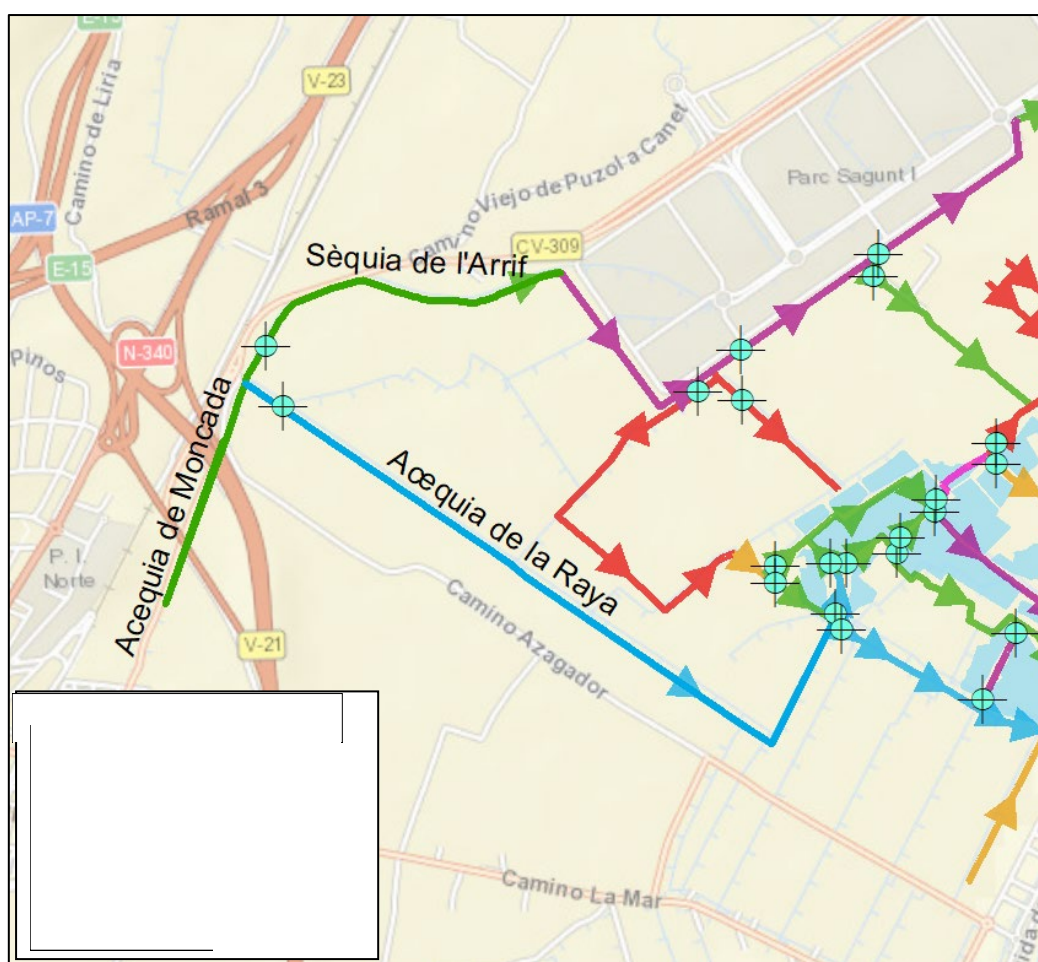 E-15
Camino de Liria
V-23
Ramal 3
Camino Viejo de Puzol a Canet
Parc Sagunt I
AP-7
E-15
CV-309
Sèquia de l'Arrif
N-340
Pinos
Acequia de Moncada
Acequia de la Raya
P. I.
Norte
Camino Azagador
V-21
Camino La Mar
idad